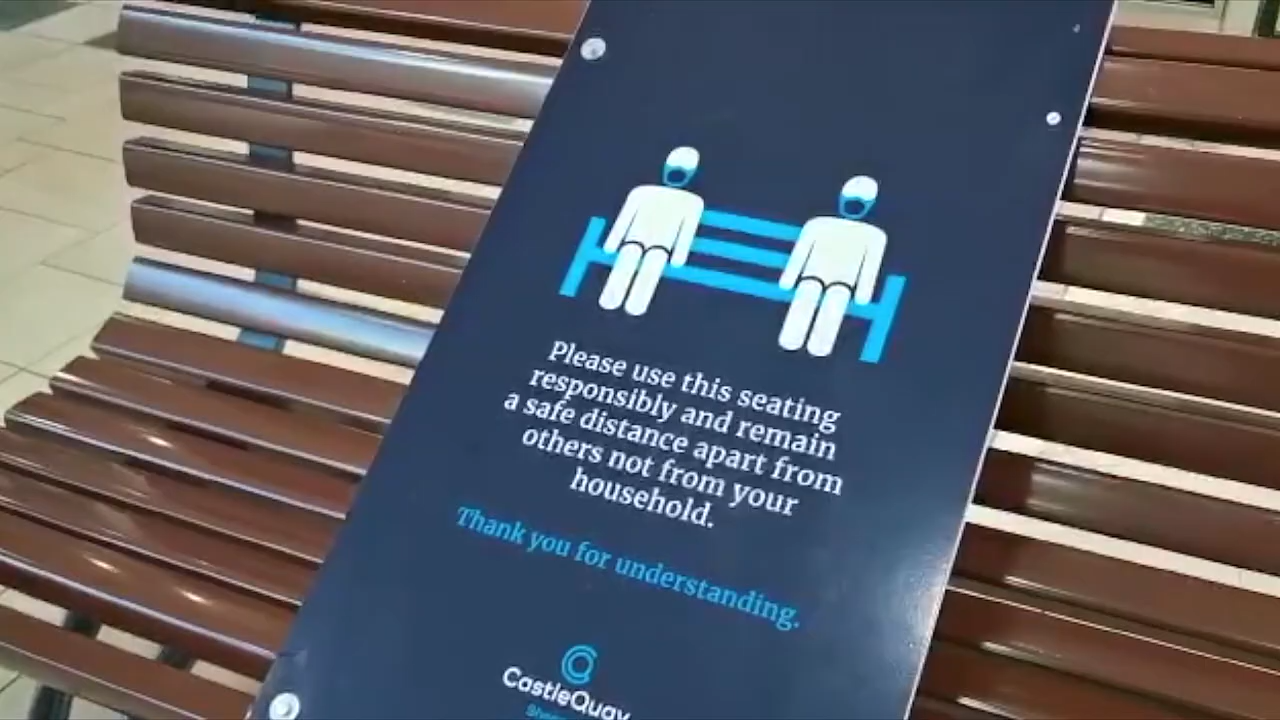 Please use this seating
responsibly and remain
a safe distance apart from
others not from your
household.
Thank you for understanding.
CastleQuay